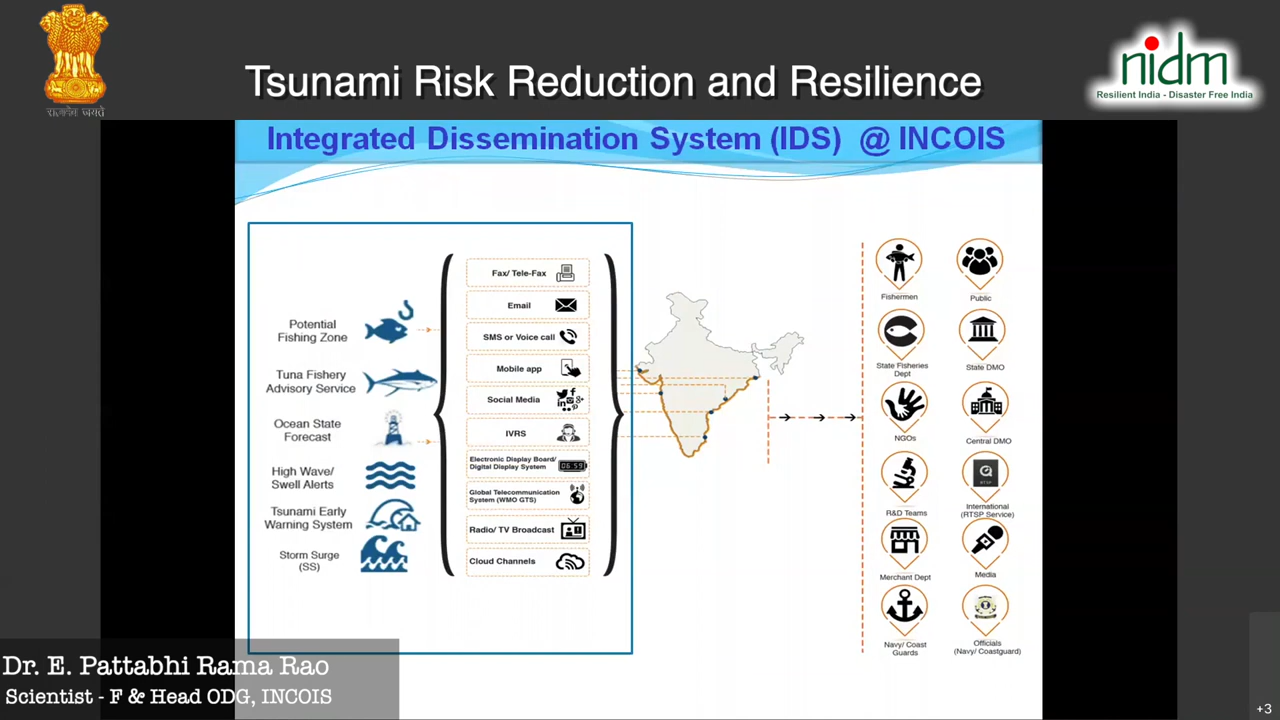 सत्यमेव जयते
Tsunami Risk Reduction and Resilience
nidm
Resilient India - Disaster Free India
Integrated Dissemination System (IDS) @ INCOIS
Potential
Fishing Zone
Tuna Fishery
Advisory Service
Ocean State
Forecast
High Wave/
Swell Alerts
Tsunami Early
Warning System
Storm Surge
(SS)
Fax/ Tele-Fax
Email
SMS or Voice call
Mobile app
Social Media
IVRS
Electronic Display Board/
Digital Display System
06:59
Global Telecommunication
System (WMO GTS)
Radio/ TV Broadcast
Cloud Channels
Fishermen
Public
State Fisheries
Dept
State DMO
NGOs
Central DMO
R&D Teams
RTSP
International
(RTSP Service)
Merchant Dept
Media
Navy/ Coast
Guards
Officials
(Navy/ Coastguard)
Dr. E. Pattabhi Rama Rao
Scientist - F & Head ODG, INCOIS
+3